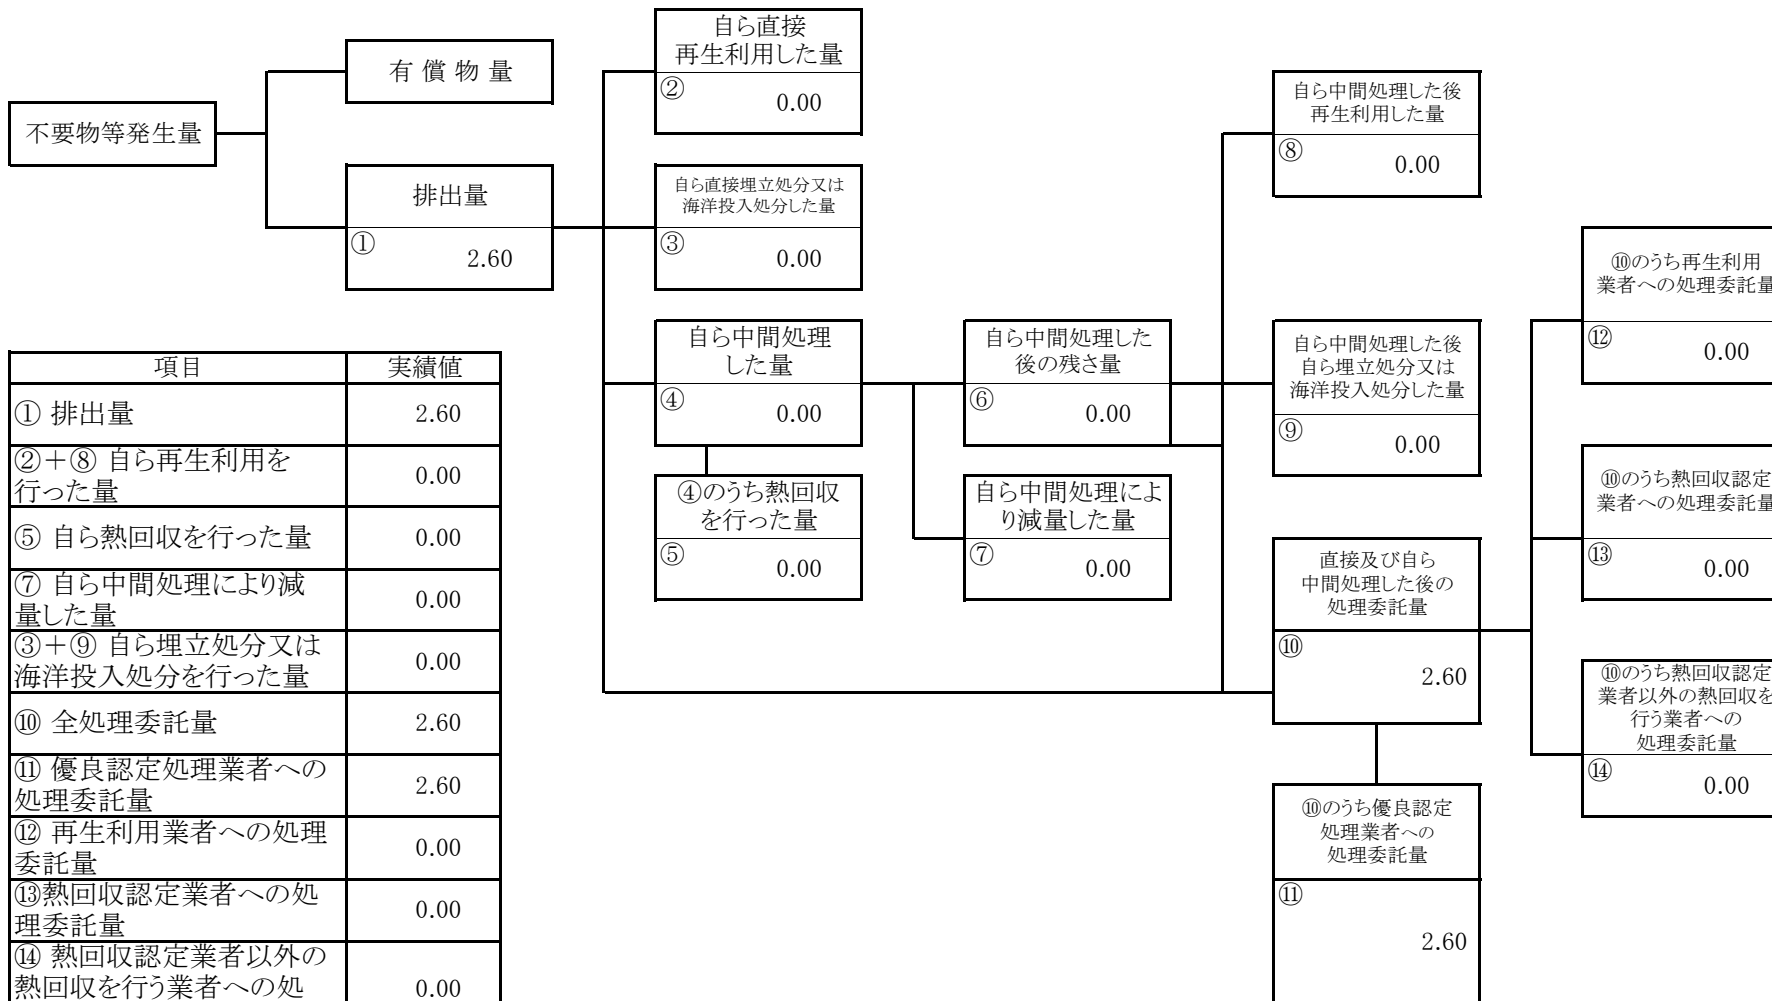 不要物等発生量
有 償 物 量
排出量
①
2.60
自ら直接
再生利用した量
②
0.00
自ら直接埋立処分又は
海洋投入処分した量
③
0.00
自ら中間処理
した量
④
0.00
④のうち熱回収
を行った量
⑤
0.00
自ら中間処理した
後の残さ量
⑥
0.00
自ら中間処理によ
り減量した量
⑦
0.00
自ら中間処理した後
再生利用した量
⑧
0.00
自ら中間処理した後
自ら埋立処分又は
海洋投入処分した量
⑨
0.00
直接及び自ら
中間処理した後の
処理委託量
⑩
2.60
⑩のうち優良認定
処理業者への
処理委託量
⑪
2.60
⑩のうち再生利用
業者への処理委託量
⑫
0.00
⑩のうち熱回収認定
業者への処理委託量
⑬
0.00
⑩のうち熱回収認定
業者以外の熱回収を
行う業者への
処理委託量
⑭
0.00
項目 実績値
① 排出量 2.60
②＋⑧ 自ら再生利用を
行った量 0.00
⑤ 自ら熱回収を行った量 0.00
⑦ 自ら中間処理により減
量した量 0.00
③＋⑨ 自ら埋立処分又は
海洋投入処分を行った量 0.00
⑩ 全処理委託量 2.60
⑪ 優良認定処理業者への
処理委託量 2.60
⑫ 再生利用業者への処理
委託量 0.00
⑬熱回収認定業者への処
理委託量 0.00
⑭ 熱回収認定業者以外の
熱回収を行う業者への処 0.00